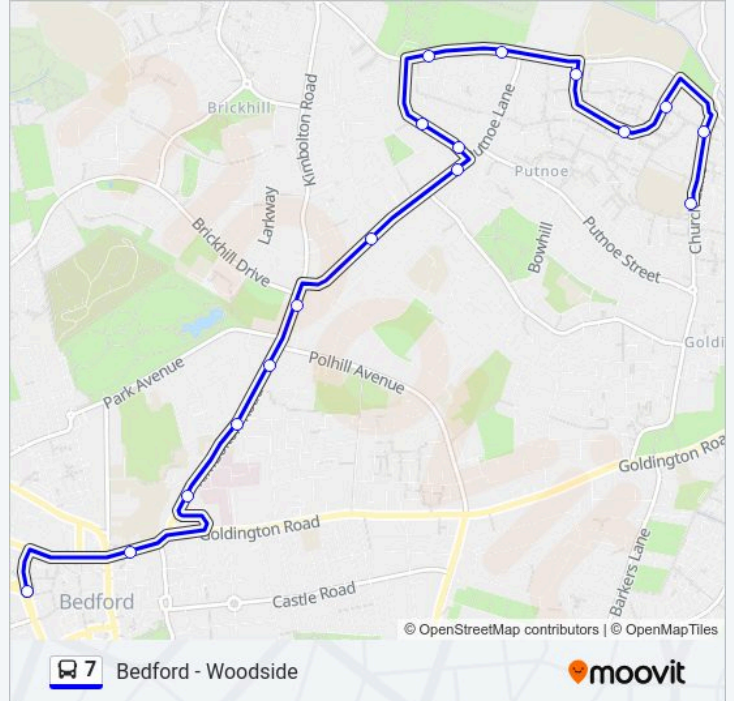 Brickhill
Kimbolton Road
Putnoe Lane
Putnoe
Larkway
Brickhill Drive
Bowhill
Putnoe Street
Church
Goldi
Park Avenue
Polhill Avenue
Goldington Roa
Goldington Road
Barkers Lane
Castle Road
Bedford
© OpenStreetMap contributors | © OpenMapTiles
7 Bedford - Woodside
moovit